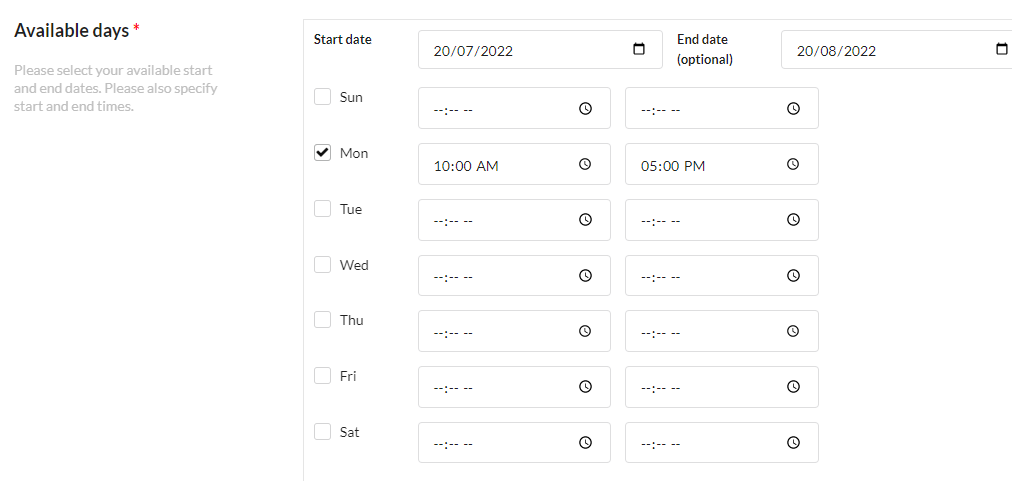 Available days *
Please select your available start
and end dates. Please also specify
start and end times.
Start date
20/07/2022
End date
(optional)
20/08/2022
Sun --:-- -- --:-- --
Mon 10:00 AM 05:00 PM
Tue --:-- -- --:-- --
Wed --:-- -- --:-- --
Thu --:-- -- --:-- --
Fri --:-- -- --:-- --
Sat --:-- -- --:-- --